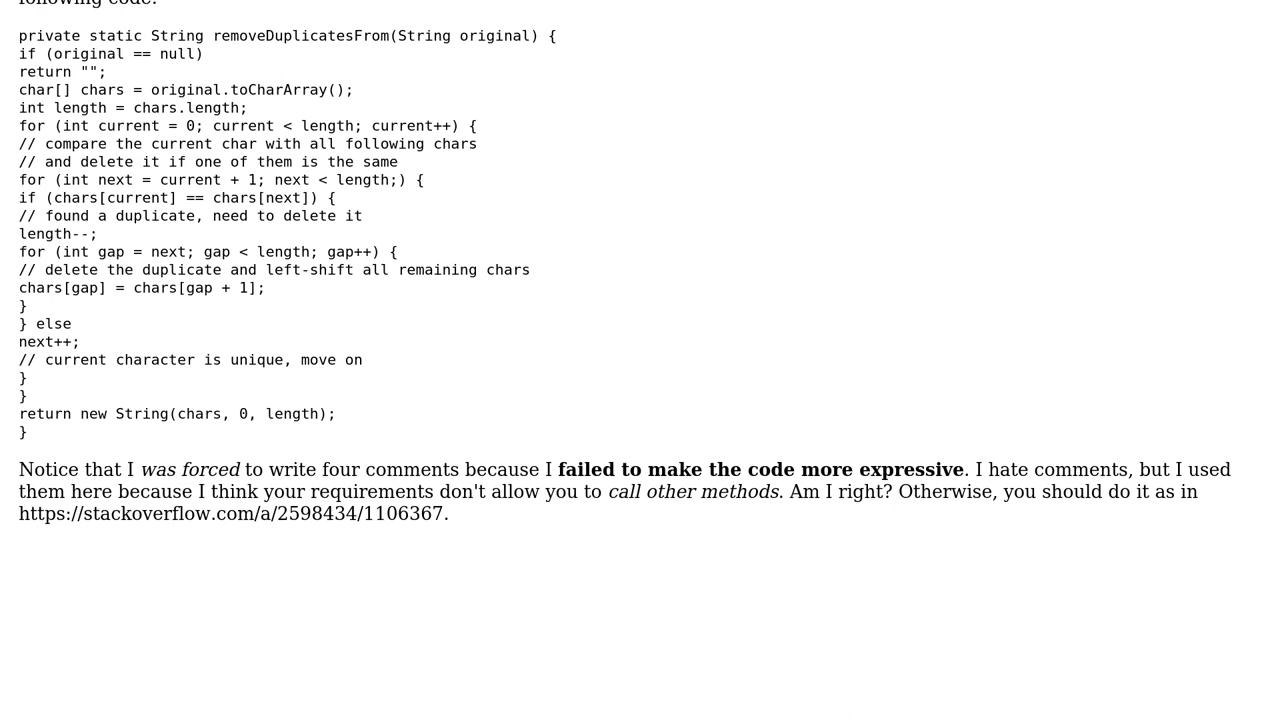 following code:
private static String removeDuplicatesFrom(String original) {
if (original == null)
return "";
char[] chars = original.toCharArray();
int length = chars.length;
for (int current = 0; current < length; current++) {
// compare the current char with all following chars
// and delete it if one of them is the same
for (int next = current + 1; next < length;) {
if (chars[current] == chars[next]) {
// found a duplicate, need to delete it
length--;
for (int gap = next; gap < length; gap++) {
// delete the duplicate and left-shift all remaining chars
chars[gap] = chars[gap + 1];
}
} else
next++;
// current character is unique, move on
}
}
return new String(chars, 0, length);
}
Notice that I was forced to write four comments because I failed to make the code more expressive. I hate comments, but I used
them here because I think your requirements don't allow you to call other methods. Am I right? Otherwise, you should do it as in
https://stackoverflow.com/a/2598434/1106367.